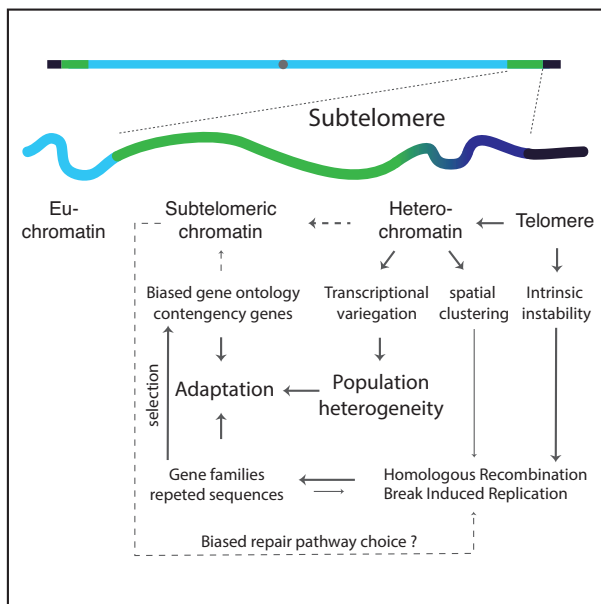 Subtelomere
Eu-
chromatin
Subtelomeric
chromatin
Hetero-
chromatin
Telomere
Biased gene ontology
contengency genes
Transcriptional
variegation
spatial
clustering
Intrinsic
instability
selection
Adaptation
Population
heterogeneity
Gene families
repeted sequences
Homologous Recombination
Break Induced Replication
Biased repair pathway choice ?